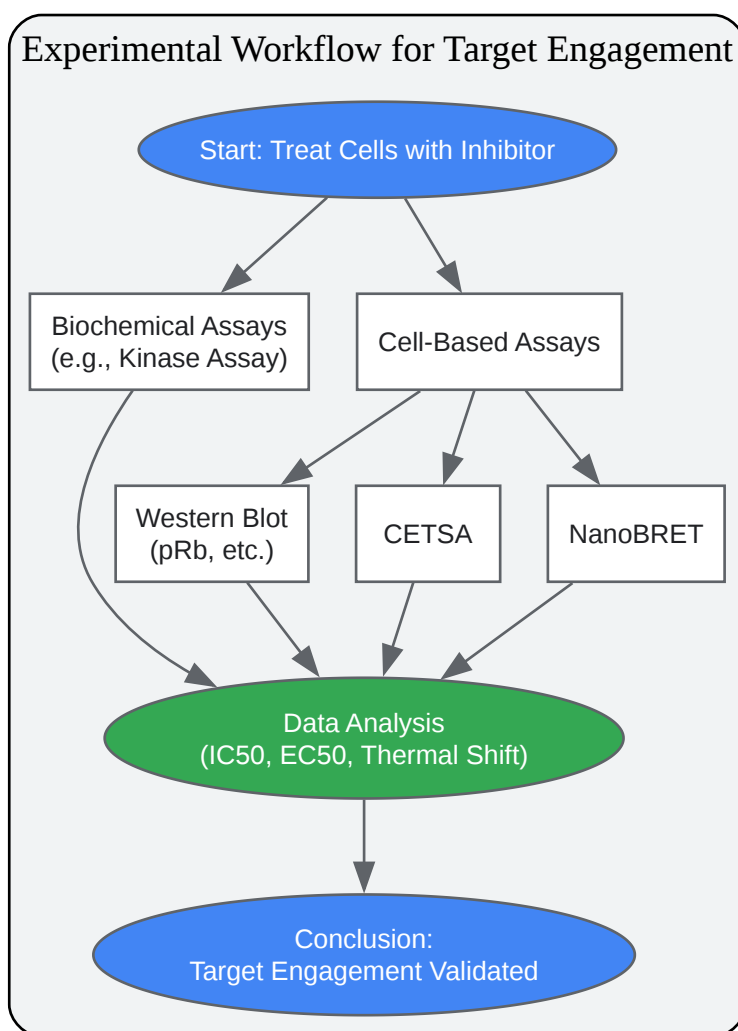 Experimental Workflow for Target Engagement
Start: Treat Cells with Inhibitor
Biochemical Assays
(e.g., Kinase Assay)
Cell-Based Assays
Western Blot
(pRb, etc.)
CETSA
NanoBRET
Data Analysis
(IC50, EC50, Thermal Shift)
Conclusion:
Target Engagement Validated